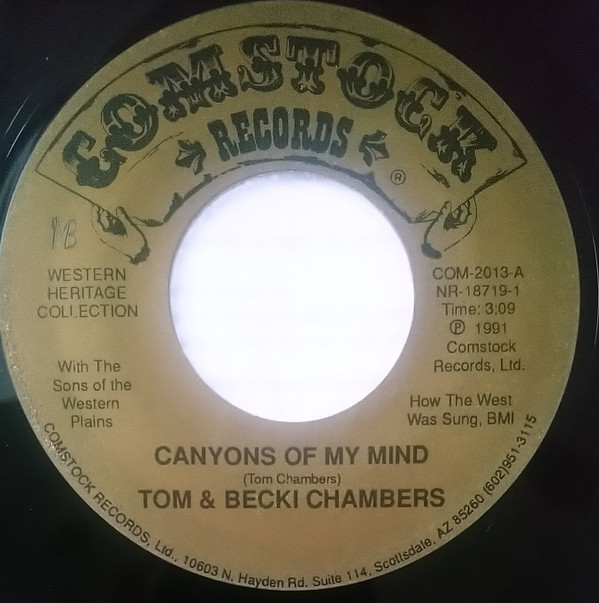 COMSTOCK
RECORDS
®
1B
WESTERN
HERITAGE
COLLECTION
With The
Sons of the
Western
Plains
COM-2013-A
NR-18719-1
Time: 3:09
℗ 1991
Comstock
Records, Ltd.
How The West
Was Sung, BMI
CANYONS OF MY MIND
(Tom Chambers)
TOM & BECKI CHAMBERS
COMSTOCK RECORDS, Ltd., 10603 N. Hayden Rd. Suite 114, Scottsdale, AZ 85260 (602)951-3115